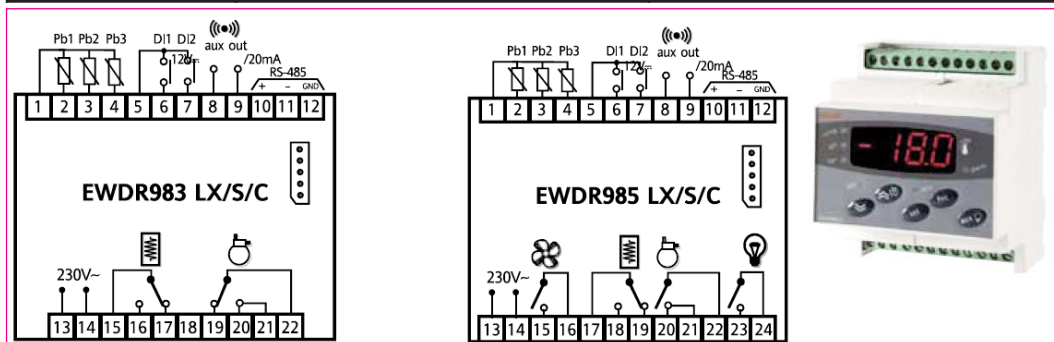 Pb1 Pb2 Pb3 DI1 DI2 aux out
12V⎓ /20mA
RS-485
+ – GND
1 2 3 4 5 6 7 8 9 10 11 12
EWDR983 LX/S/C
230V~
13 14 15 16 17 18 19 20 21 22
Pb1 Pb2 Pb3 DI1 DI2 aux out
12V⎓ /20mA
RS-485
+ – GND
1 2 3 4 5 6 7 8 9 10 11 12
EWDR985 LX/S/C
230V~
13 14 15 16 17 18 19 20 21 22 23 24
- 18.0